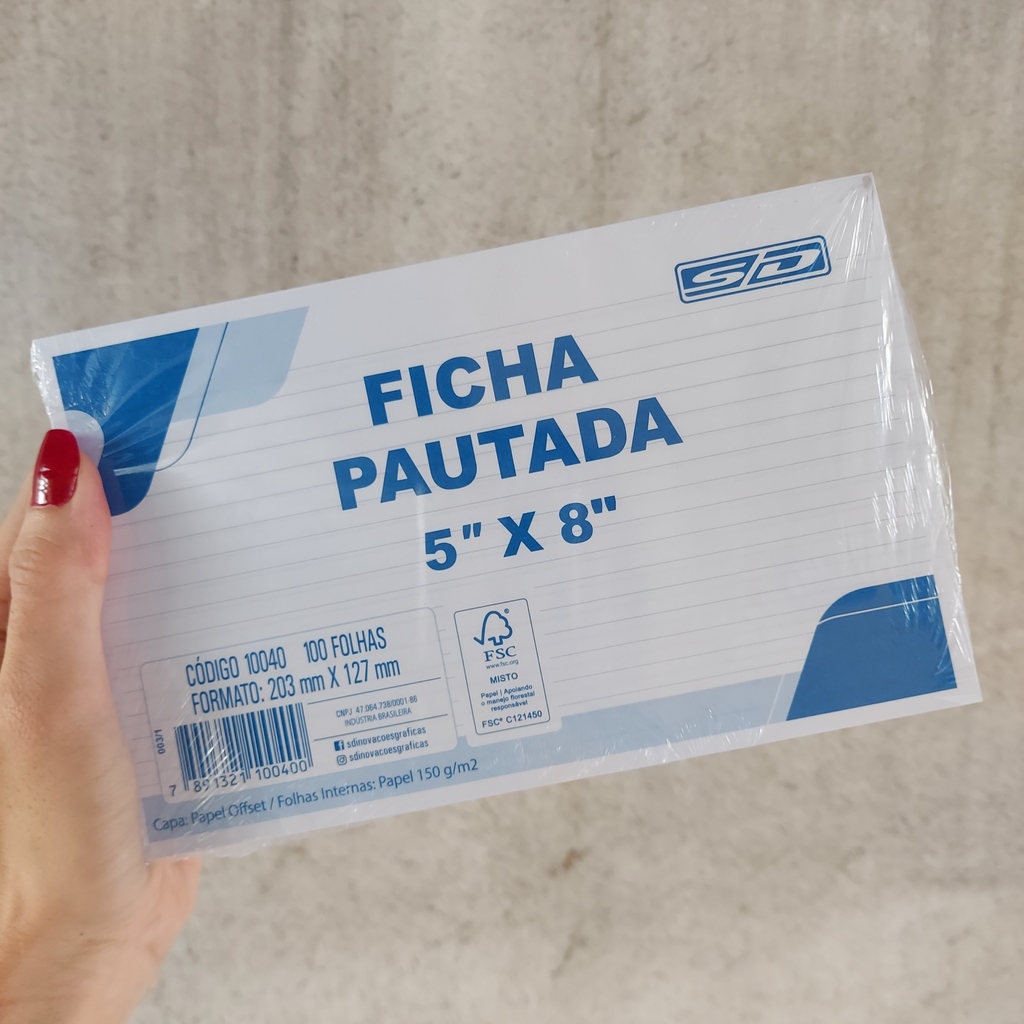 S/D
FICHA
PAUTADA
5" X 8"
CÓDIGO 10040 100 FOLHAS
FORMATO: 203 mm X 127 mm
CNPJ 47.064.738/0001-86
INDÚSTRIA BRASILEIRA
sdinovacoesgraficas
sdinovacoesgraficas
003/1
7 891321 100400
FSC®
www.fsc.org
MISTO
Papel | Apoiando
o manejo florestal
responsável
FSC® C121450
Capa: Papel Offset / Folhas Internas: Papel 150 g/m2